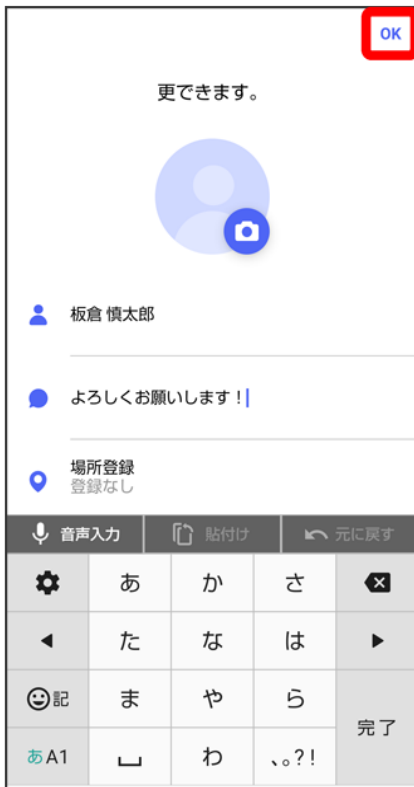 OK
更できます。
板倉 慎太郎
よろしくお願いします！
場所登録
登録なし
音声入力 貼付け 元に戻す
あ か さ
た な は
記 ま や ら
完了
あA1 わ 、。?!